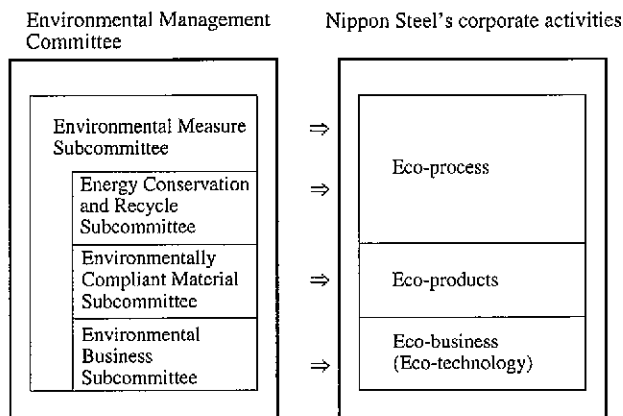 Environmental Management
Committee
Nippon Steel's corporate activities
Environmental Measure
Subcommittee
⇒
Energy Conservation
and Recycle
Subcommittee
⇒
Eco-process
Environmentally
Compliant Material
Subcommittee
⇒
Eco-products
Environmental
Business
Subcommittee
⇒
Eco-business
(Eco-technology)